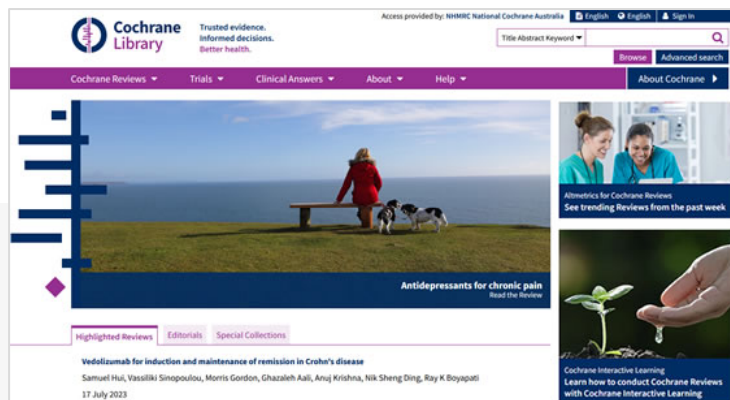 Access provided by: NHMRC National Cochrane Australia English English Sign In
Cochrane
Library
Trusted evidence.
Informed decisions.
Better health.
Title Abstract Keyword
Browse Advanced search
Cochrane Reviews Trials Clinical Answers About Help About Cochrane
Antidepressants for chronic pain
Read the Review
Altmetrics for Cochrane Reviews
See trending Reviews from the past week
Cochrane Interactive Learning
Learn how to conduct Cochrane Reviews
with Cochrane Interactive Learning
Highlighted Reviews Editorials Special Collections
Vedolizumab for induction and maintenance of remission in Crohn's disease
Samuel Hui, Vassiliki Sinopoulou, Morris Gordon, Ghazaleh Aali, Anuj Krishna, Nik Sheng Ding, Ray K Boyapati
17 July 2023